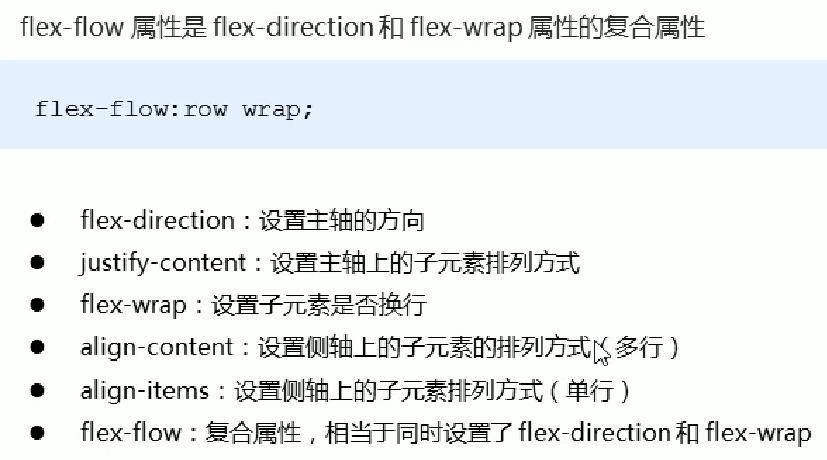 flex-flow 属性是 flex-direction 和 flex-wrap 属性的复合属性
flex-flow:row wrap;
● flex-direction：设置主轴的方向
● justify-content：设置主轴上的子元素排列方式
● flex-wrap：设置子元素是否换行
● align-content：设置侧轴上的子元素的排列方式（多行）
● align-items：设置侧轴上的子元素排列方式（单行）
● flex-flow：复合属性，相当于同时设置了 flex-direction 和 flex-wrap